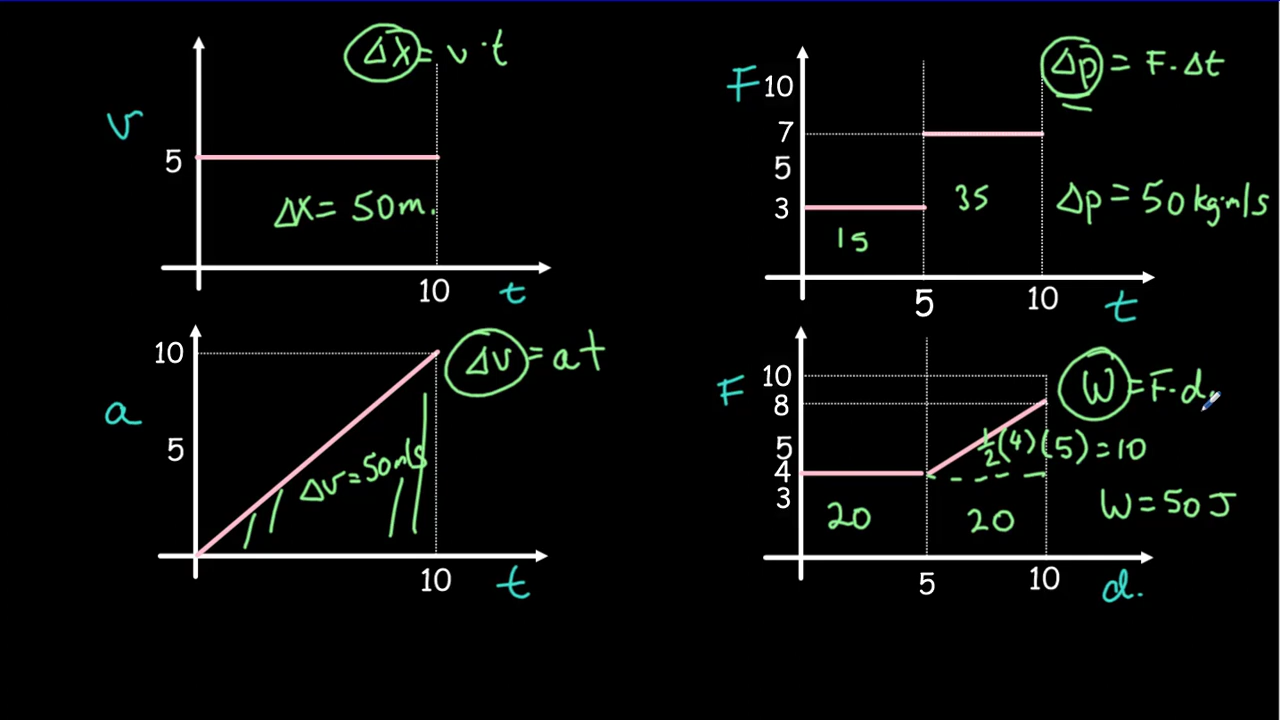 Δx = v·t
v
5
Δx = 50m.
10
t
F
10
7
5
3
Δp = F·Δt
15
35
Δp = 50 kg·m/s
5
10
t
10
a
5
Δv = at
Δv = 50m/s
10
t
F
10
8
5
4
3
W = F·d.
½(4)(5) = 10
20
20
W = 50 J
5
10
d.